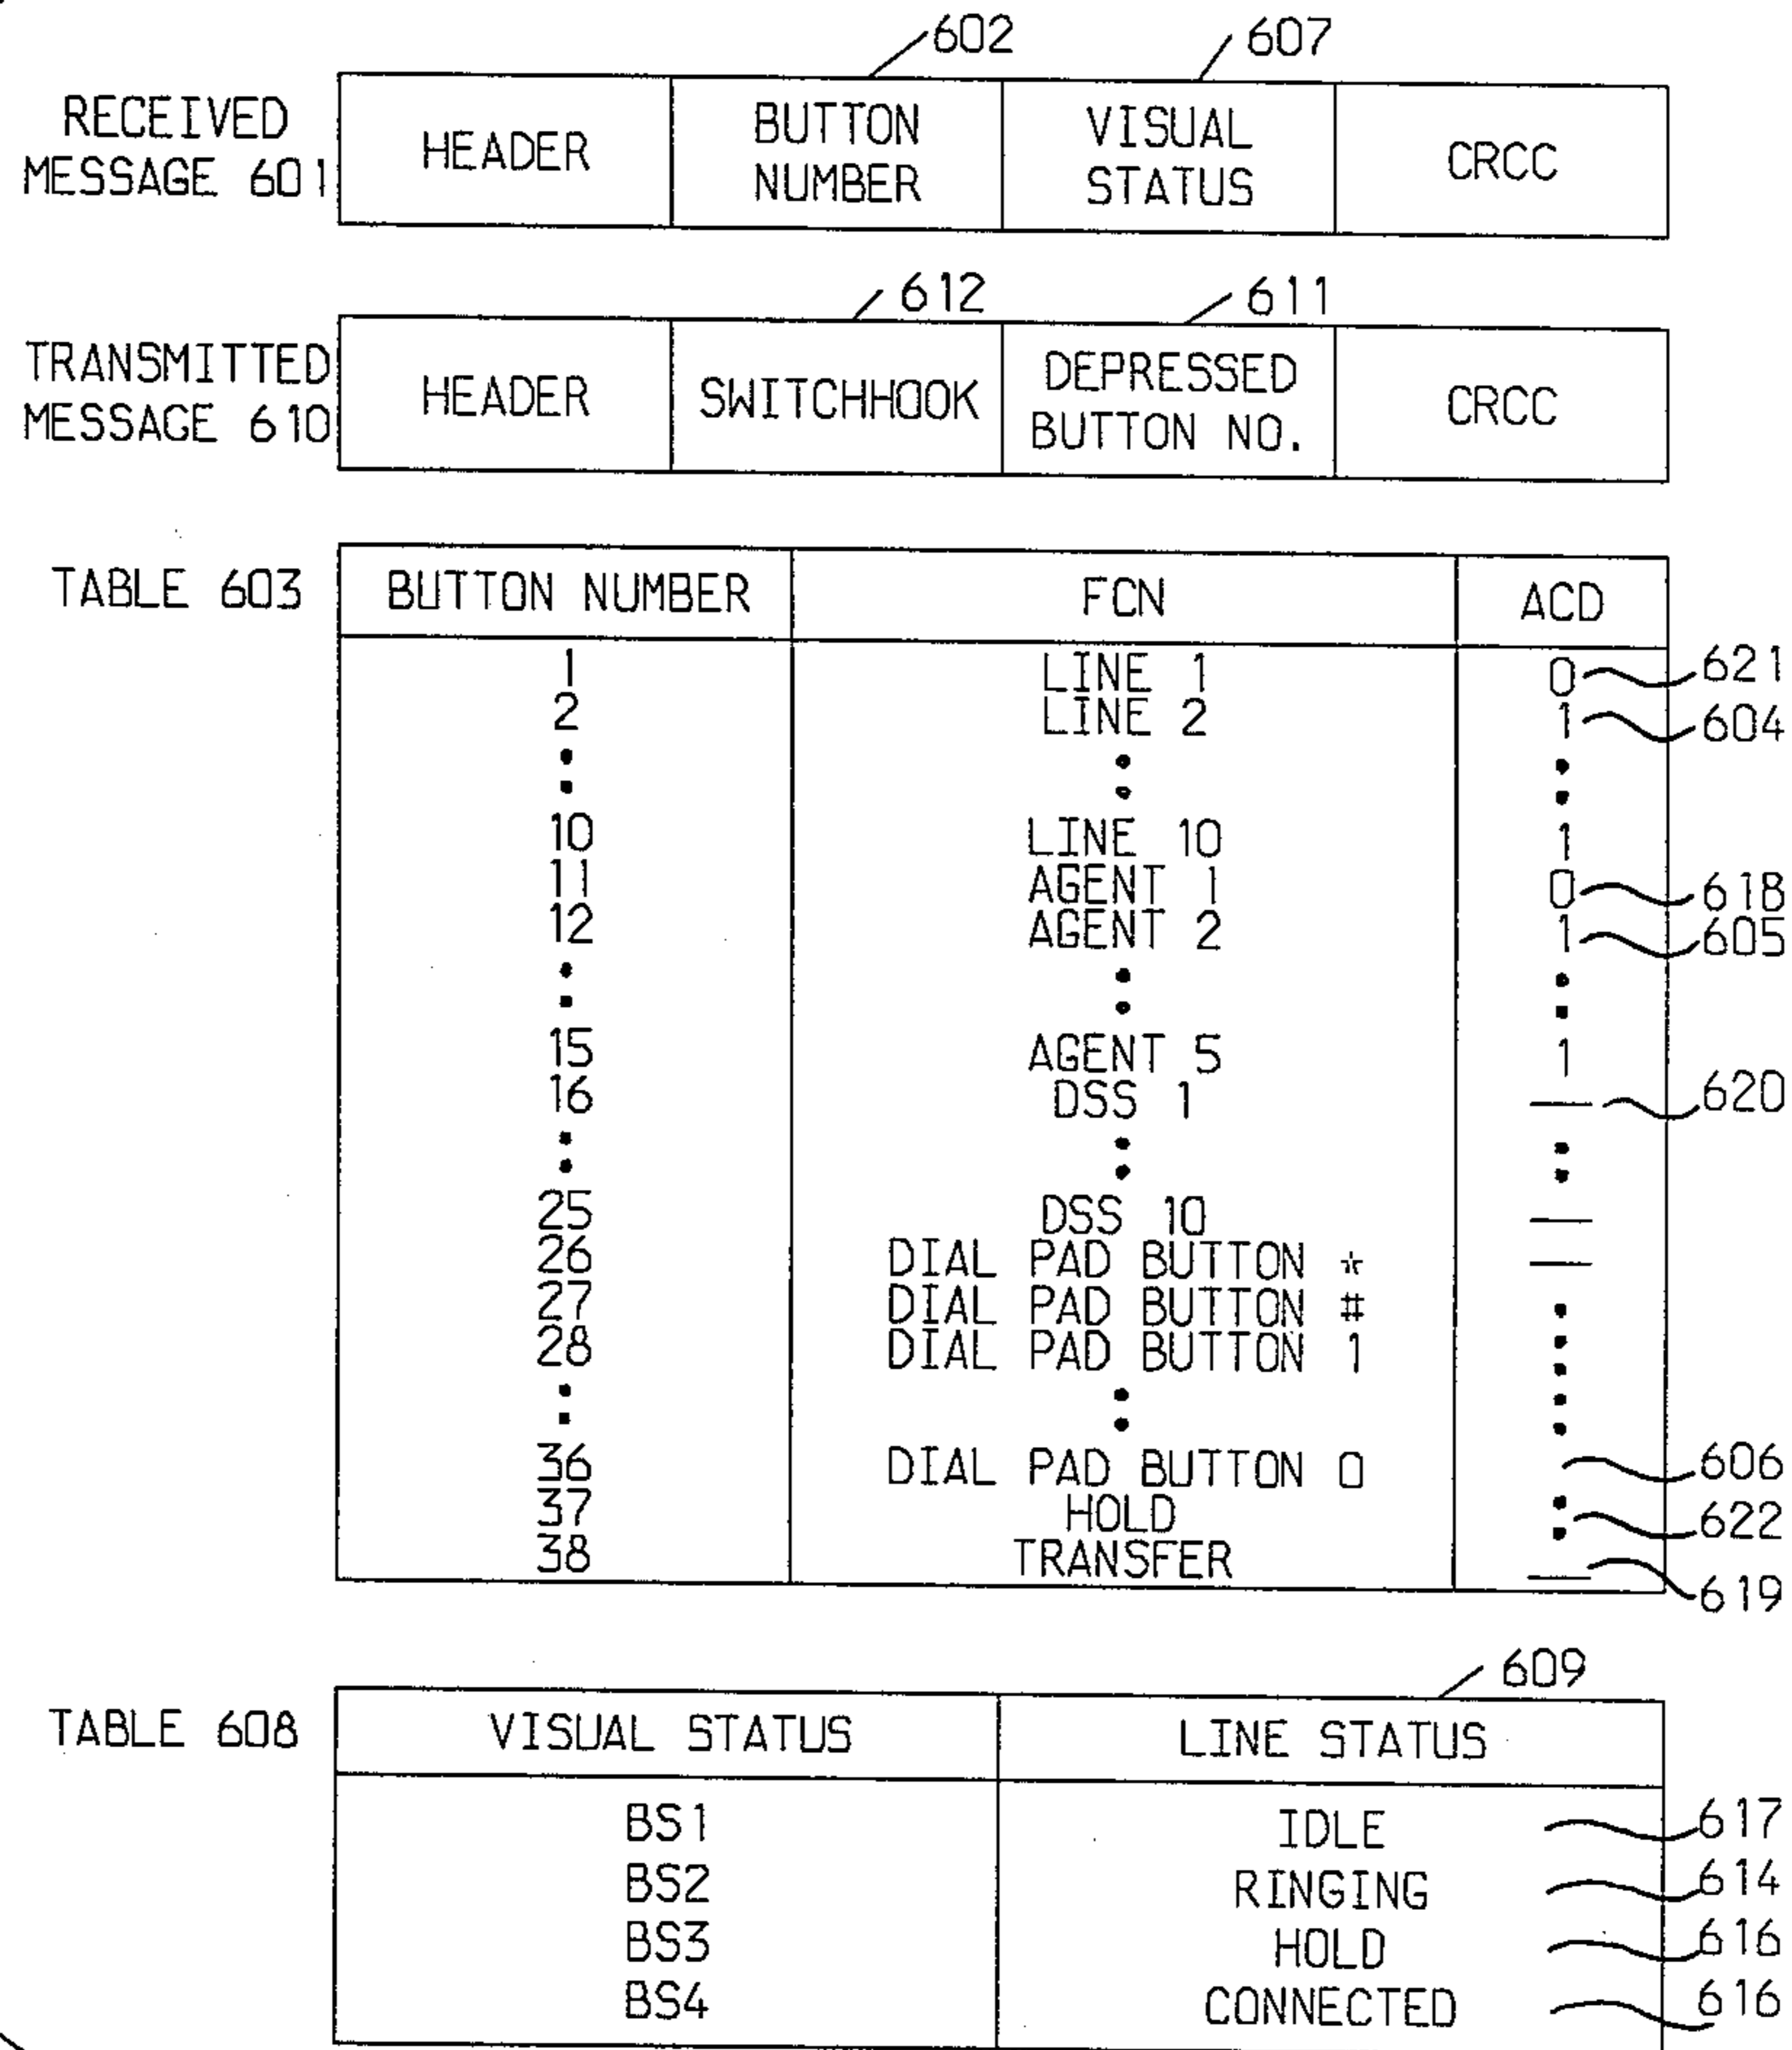 602 607
RECEIVED MESSAGE 601 HEADER BUTTON NUMBER VISUAL STATUS CRCC
612 611
TRANSMITTED MESSAGE 610 HEADER SWITCHHOOK DEPRESSED BUTTON NO. CRCC
TABLE 603 BUTTON NUMBER FCN ACD
1 LINE 1 0 621
2 LINE 2 1 604
10 LINE 10 1
11 AGENT 1 0 618
12 AGENT 2 1 605
15 AGENT 5 1
16 DSS 1 — 620
25 DSS 10 —
26 DIAL PAD BUTTON * —
27 DIAL PAD BUTTON #
28 DIAL PAD BUTTON 1
36 DIAL PAD BUTTON 0 606
37 HOLD 622
38 TRANSFER — 619
609
TABLE 608 VISUAL STATUS LINE STATUS
BS1 IDLE 617
BS2 RINGING 614
BS3 HOLD 616
BS4 CONNECTED 616